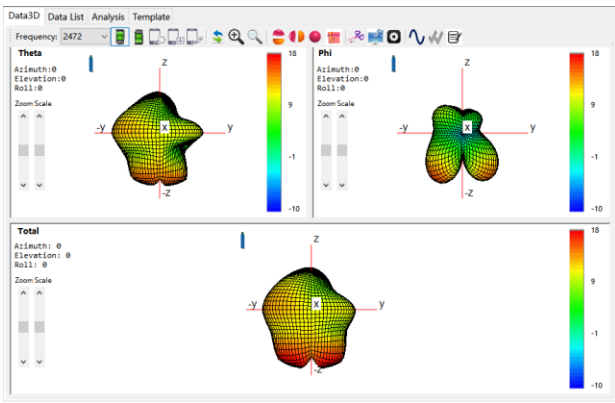 Data3D Data List Analysis Template
Frequency: 2472
Theta
Azimuth:0
Elevation:0
Roll:0
Zoom Scale
z
-y
x
y
-z
18
9
-1
-10
Phi
Azimuth:0
Elevation:0
Roll:0
Zoom Scale
z
-y
x
y
-z
18
9
-1
-10
Total
Azimuth: 0
Elevation: 0
Roll: 0
Zoom Scale
z
-y
x
y
-z
18
9
-1
-10